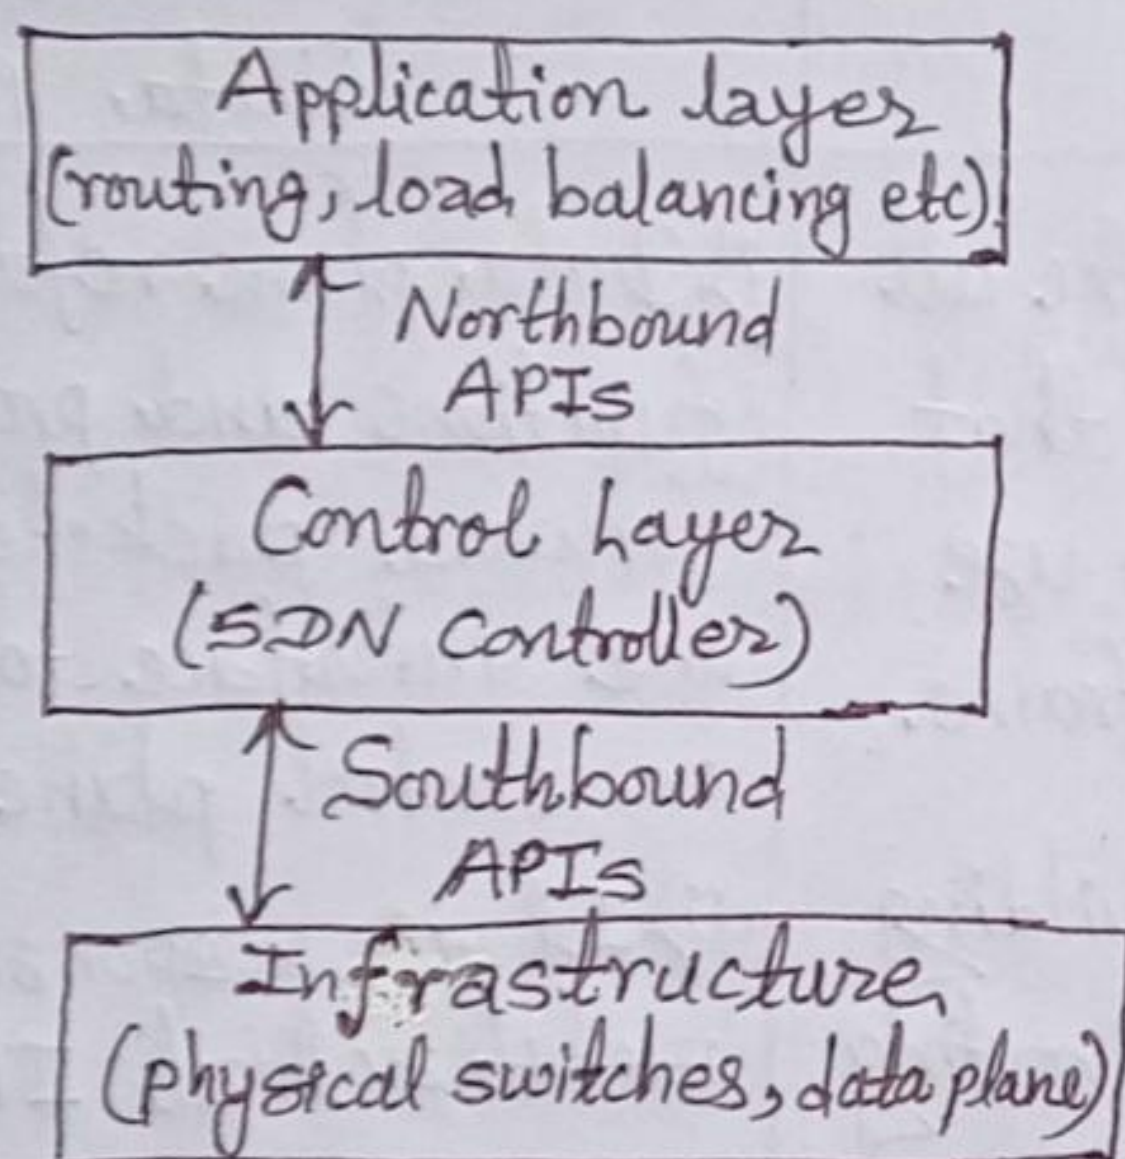 Application layer
(routing, load balancing etc).
Northbound
APIs
Control Layer
(SDN Controller)
Southbound
APIs
Infrastructure
(physical switches, data plane)